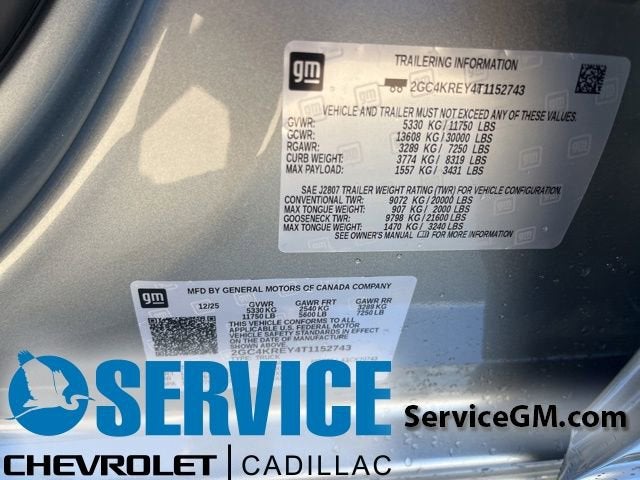 gm
TRAILERING INFORMATION
2GC4KREY4T1152743
VEHICLE AND TRAILER MUST NOT EXCEED ANY OF THESE VALUES.
GVWR: 5330 KG / 11750 LBS
GCWR: 13608 KG / 30000 LBS
RGAWR: 3289 KG / 7250 LBS
CURB WEIGHT: 3774 KG / 8319 LBS
MAX PAYLOAD: 1557 KG / 3431 LBS
SAE J2807 TRAILER WEIGHT RATING (TWR) FOR VEHICLE CONFIGURATION.
CONVENTIONAL TWR: 9072 KG / 20000 LBS
MAX TONGUE WEIGHT: 907 KG / 2000 LBS
GOOSENECK TWR: 9798 KG / 21600 LBS
MAX TONGUE WEIGHT: 1470 KG / 3240 LBS
SEE OWNER'S MANUAL FOR MORE INFORMATION
gm
MFD BY GENERAL MOTORS OF CANADA COMPANY
12/25 GVWR GAWR FRT GAWR RR
5330 KG 2540 KG 3289 KG
11750 LB 5600 LB 7250 LB
THIS VEHICLE CONFORMS TO ALL
APPLICABLE U.S. FEDERAL MOTOR
VEHICLE SAFETY STANDARDS IN EFFECT
ON THE DATE OF MANUFACTURE
SHOWN ABOVE.
2GC4KREY4T1152743
TYPE: TRUCK
SERVICE
CHEVROLET | CADILLAC
ServiceGM.com